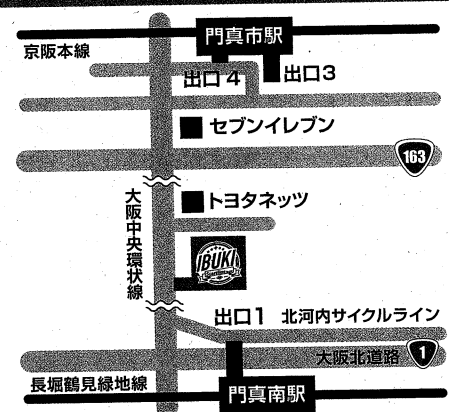 門真市駅
京阪本線
出口4
出口3
セブンイレブン
163
トヨタネッツ
大阪中央環状線
IBUKI
出口1
北河内サイクルライン
大阪北道路
1
長堀鶴見緑地線
門真南駅